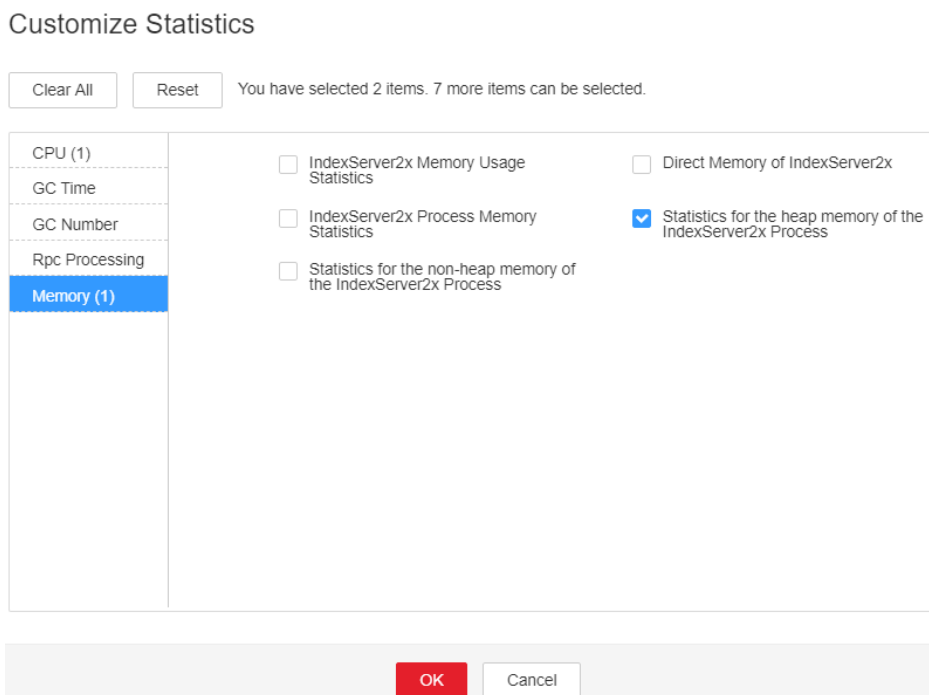 Customize Statistics
Clear All
Reset
You have selected 2 items. 7 more items can be selected.
CPU (1)
GC Time
GC Number
Rpc Processing
Memory (1)
IndexServer2x Memory Usage
Statistics
Direct Memory of IndexServer2x
IndexServer2x Process Memory
Statistics
Statistics for the heap memory of the
IndexServer2x Process
Statistics for the non-heap memory of
the IndexServer2x Process
OK
Cancel